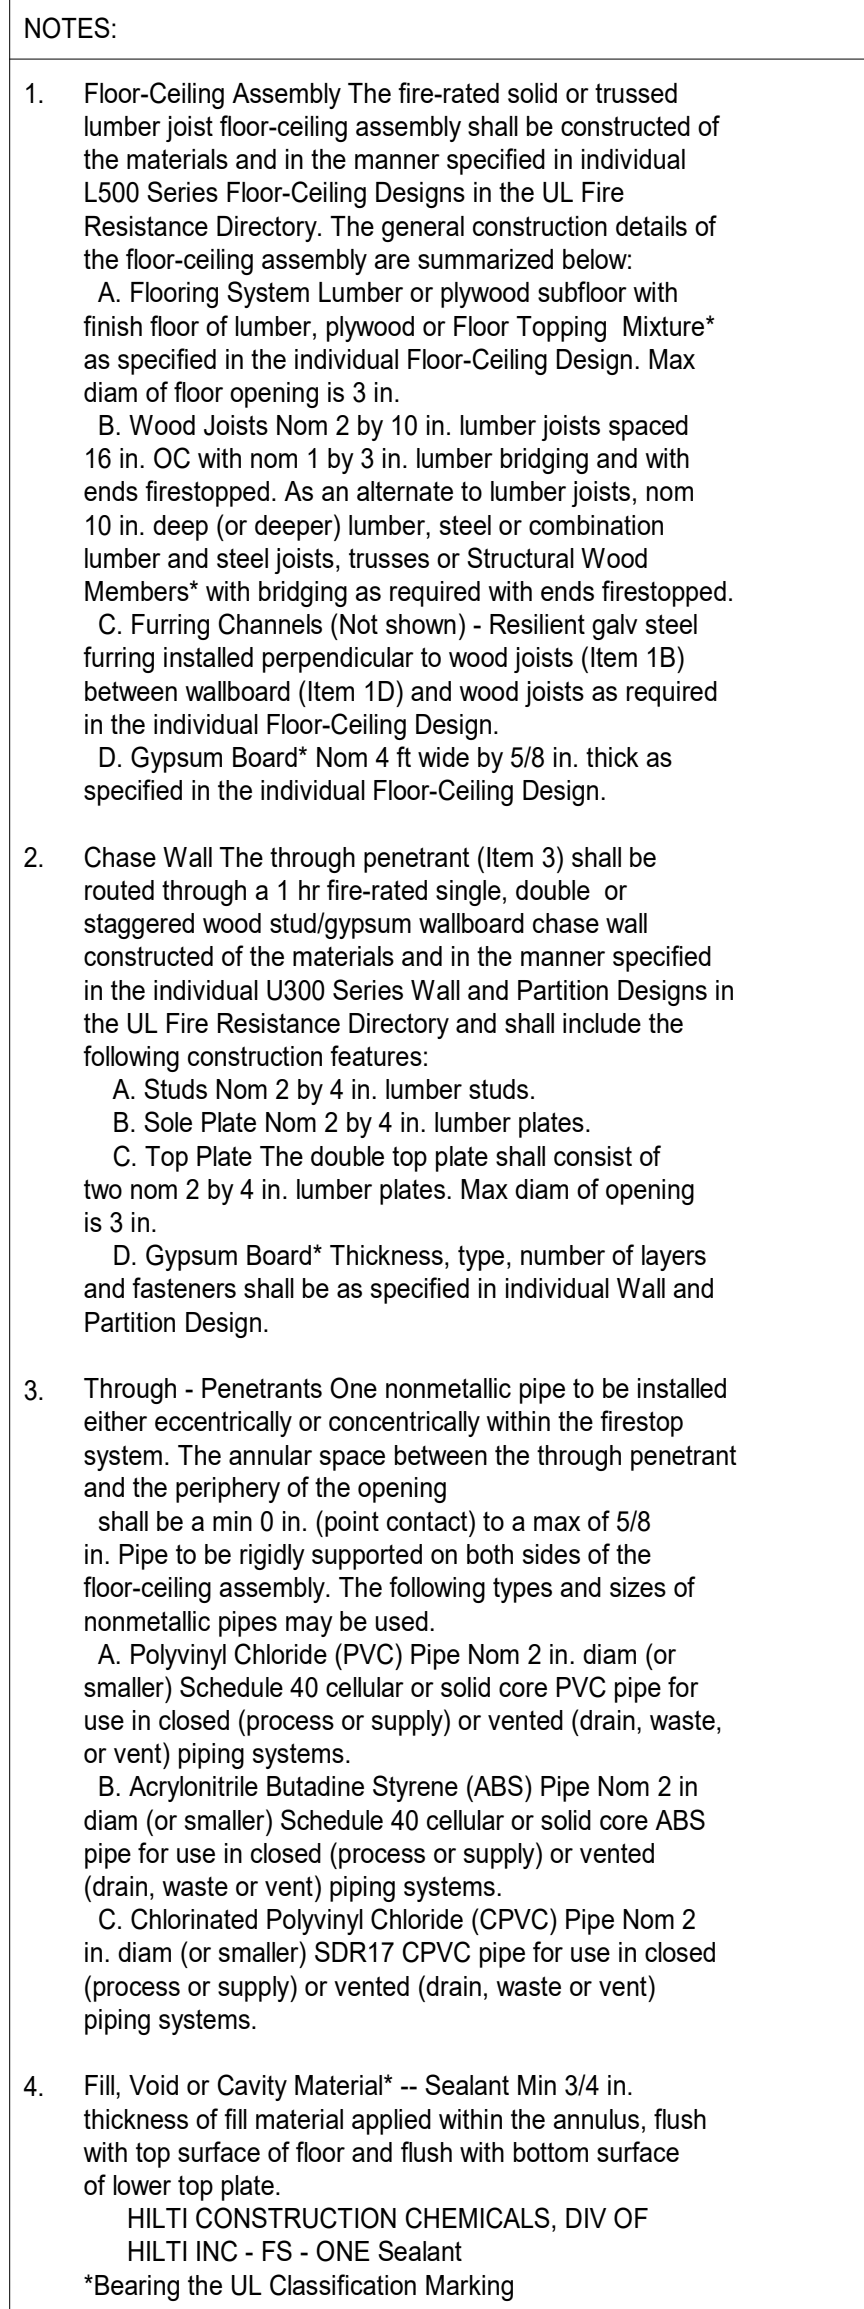 NOTES:
1. Floor-Ceiling Assembly The fire-rated solid or trussed
lumber joist floor-ceiling assembly shall be constructed of
the materials and in the manner specified in individual
L500 Series Floor-Ceiling Designs in the UL Fire
Resistance Directory. The general construction details of
the floor-ceiling assembly are summarized below:
A. Flooring System Lumber or plywood subfloor with
finish floor of lumber, plywood or Floor Topping Mixture*
as specified in the individual Floor-Ceiling Design. Max
diam of floor opening is 3 in.
B. Wood Joists Nom 2 by 10 in. lumber joists spaced
16 in. OC with nom 1 by 3 in. lumber bridging and with
ends firestopped. As an alternate to lumber joists, nom
10 in. deep (or deeper) lumber, steel or combination
lumber and steel joists, trusses or Structural Wood
Members* with bridging as required with ends firestopped.
C. Furring Channels (Not shown) - Resilient galv steel
furring installed perpendicular to wood joists (Item 1B)
between wallboard (Item 1D) and wood joists as required
in the individual Floor-Ceiling Design.
D. Gypsum Board* Nom 4 ft wide by 5/8 in. thick as
specified in the individual Floor-Ceiling Design.
2. Chase Wall The through penetrant (Item 3) shall be
routed through a 1 hr fire-rated single, double or
staggered wood stud/gypsum wallboard chase wall
constructed of the materials and in the manner specified
in the individual U300 Series Wall and Partition Designs in
the UL Fire Resistance Directory and shall include the
following construction features:
A. Studs Nom 2 by 4 in. lumber studs.
B. Sole Plate Nom 2 by 4 in. lumber plates.
C. Top Plate The double top plate shall consist of
two nom 2 by 4 in. lumber plates. Max diam of opening
is 3 in.
D. Gypsum Board* Thickness, type, number of layers
and fasteners shall be as specified in individual Wall and
Partition Design.
3. Through - Penetrants One nonmetallic pipe to be installed
either eccentrically or concentrically within the firestop
system. The annular space between the through penetrant
and the periphery of the opening
shall be a min 0 in. (point contact) to a max of 5/8
in. Pipe to be rigidly supported on both sides of the
floor-ceiling assembly. The following types and sizes of
nonmetallic pipes may be used.
A. Polyvinyl Chloride (PVC) Pipe Nom 2 in. diam (or
smaller) Schedule 40 cellular or solid core PVC pipe for
use in closed (process or supply) or vented (drain, waste,
or vent) piping systems.
B. Acrylonitrile Butadine Styrene (ABS) Pipe Nom 2 in
diam (or smaller) Schedule 40 cellular or solid core ABS
pipe for use in closed (process or supply) or vented
(drain, waste or vent) piping systems.
C. Chlorinated Polyvinyl Chloride (CPVC) Pipe Nom 2
in. diam (or smaller) SDR17 CPVC pipe for use in closed
(process or supply) or vented (drain, waste or vent)
piping systems.
4. Fill, Void or Cavity Material* -- Sealant Min 3/4 in.
thickness of fill material applied within the annulus, flush
with top surface of floor and flush with bottom surface
of lower top plate.
HILTI CONSTRUCTION CHEMICALS, DIV OF
HILTI INC - FS - ONE Sealant
*Bearing the UL Classification Marking